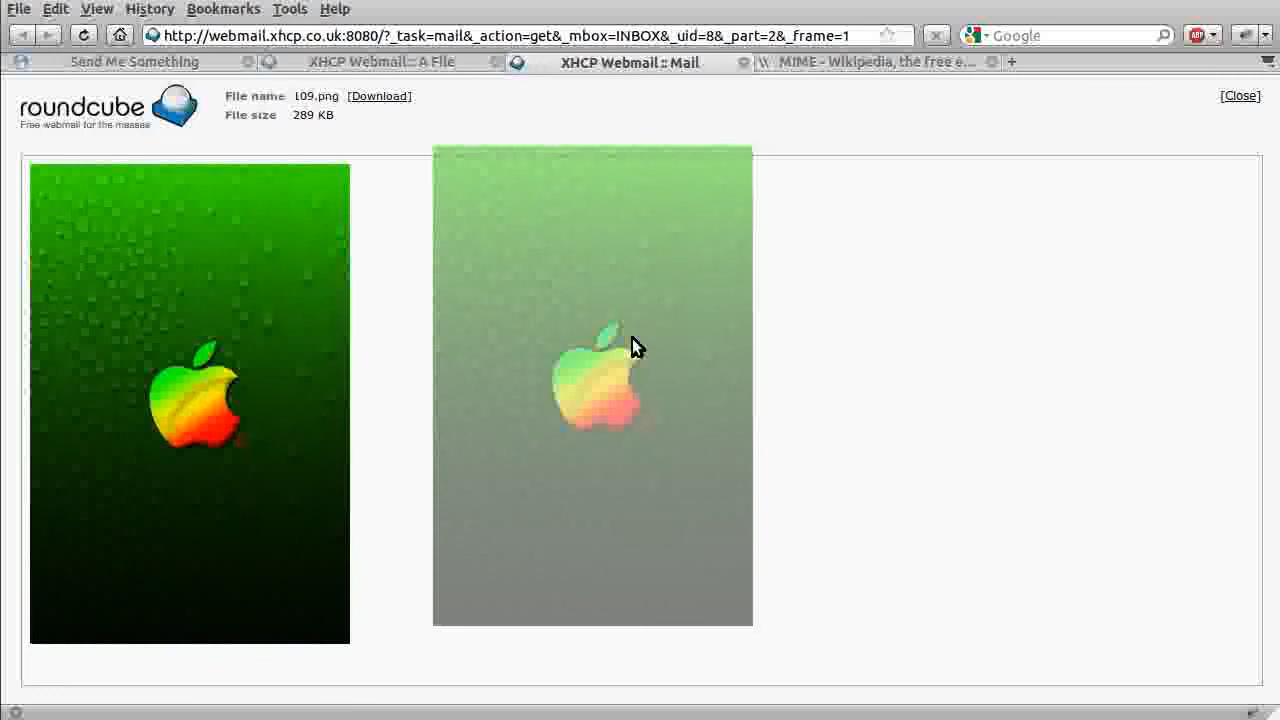 File Edit View History Bookmarks Tools Help
http://webmail.xhcp.co.uk:8080/?_task=mail&_action=get&_mbox=INBOX&_uid=8&_part=2&_frame=1
Google
ABP
Send Me Something
XHCP Webmail :: A File
XHCP Webmail :: Mail
MIME - Wikipedia, the free e...
roundcube
Free webmail for the masses
File name 109.png [Download]
File size 289 KB
[Close]